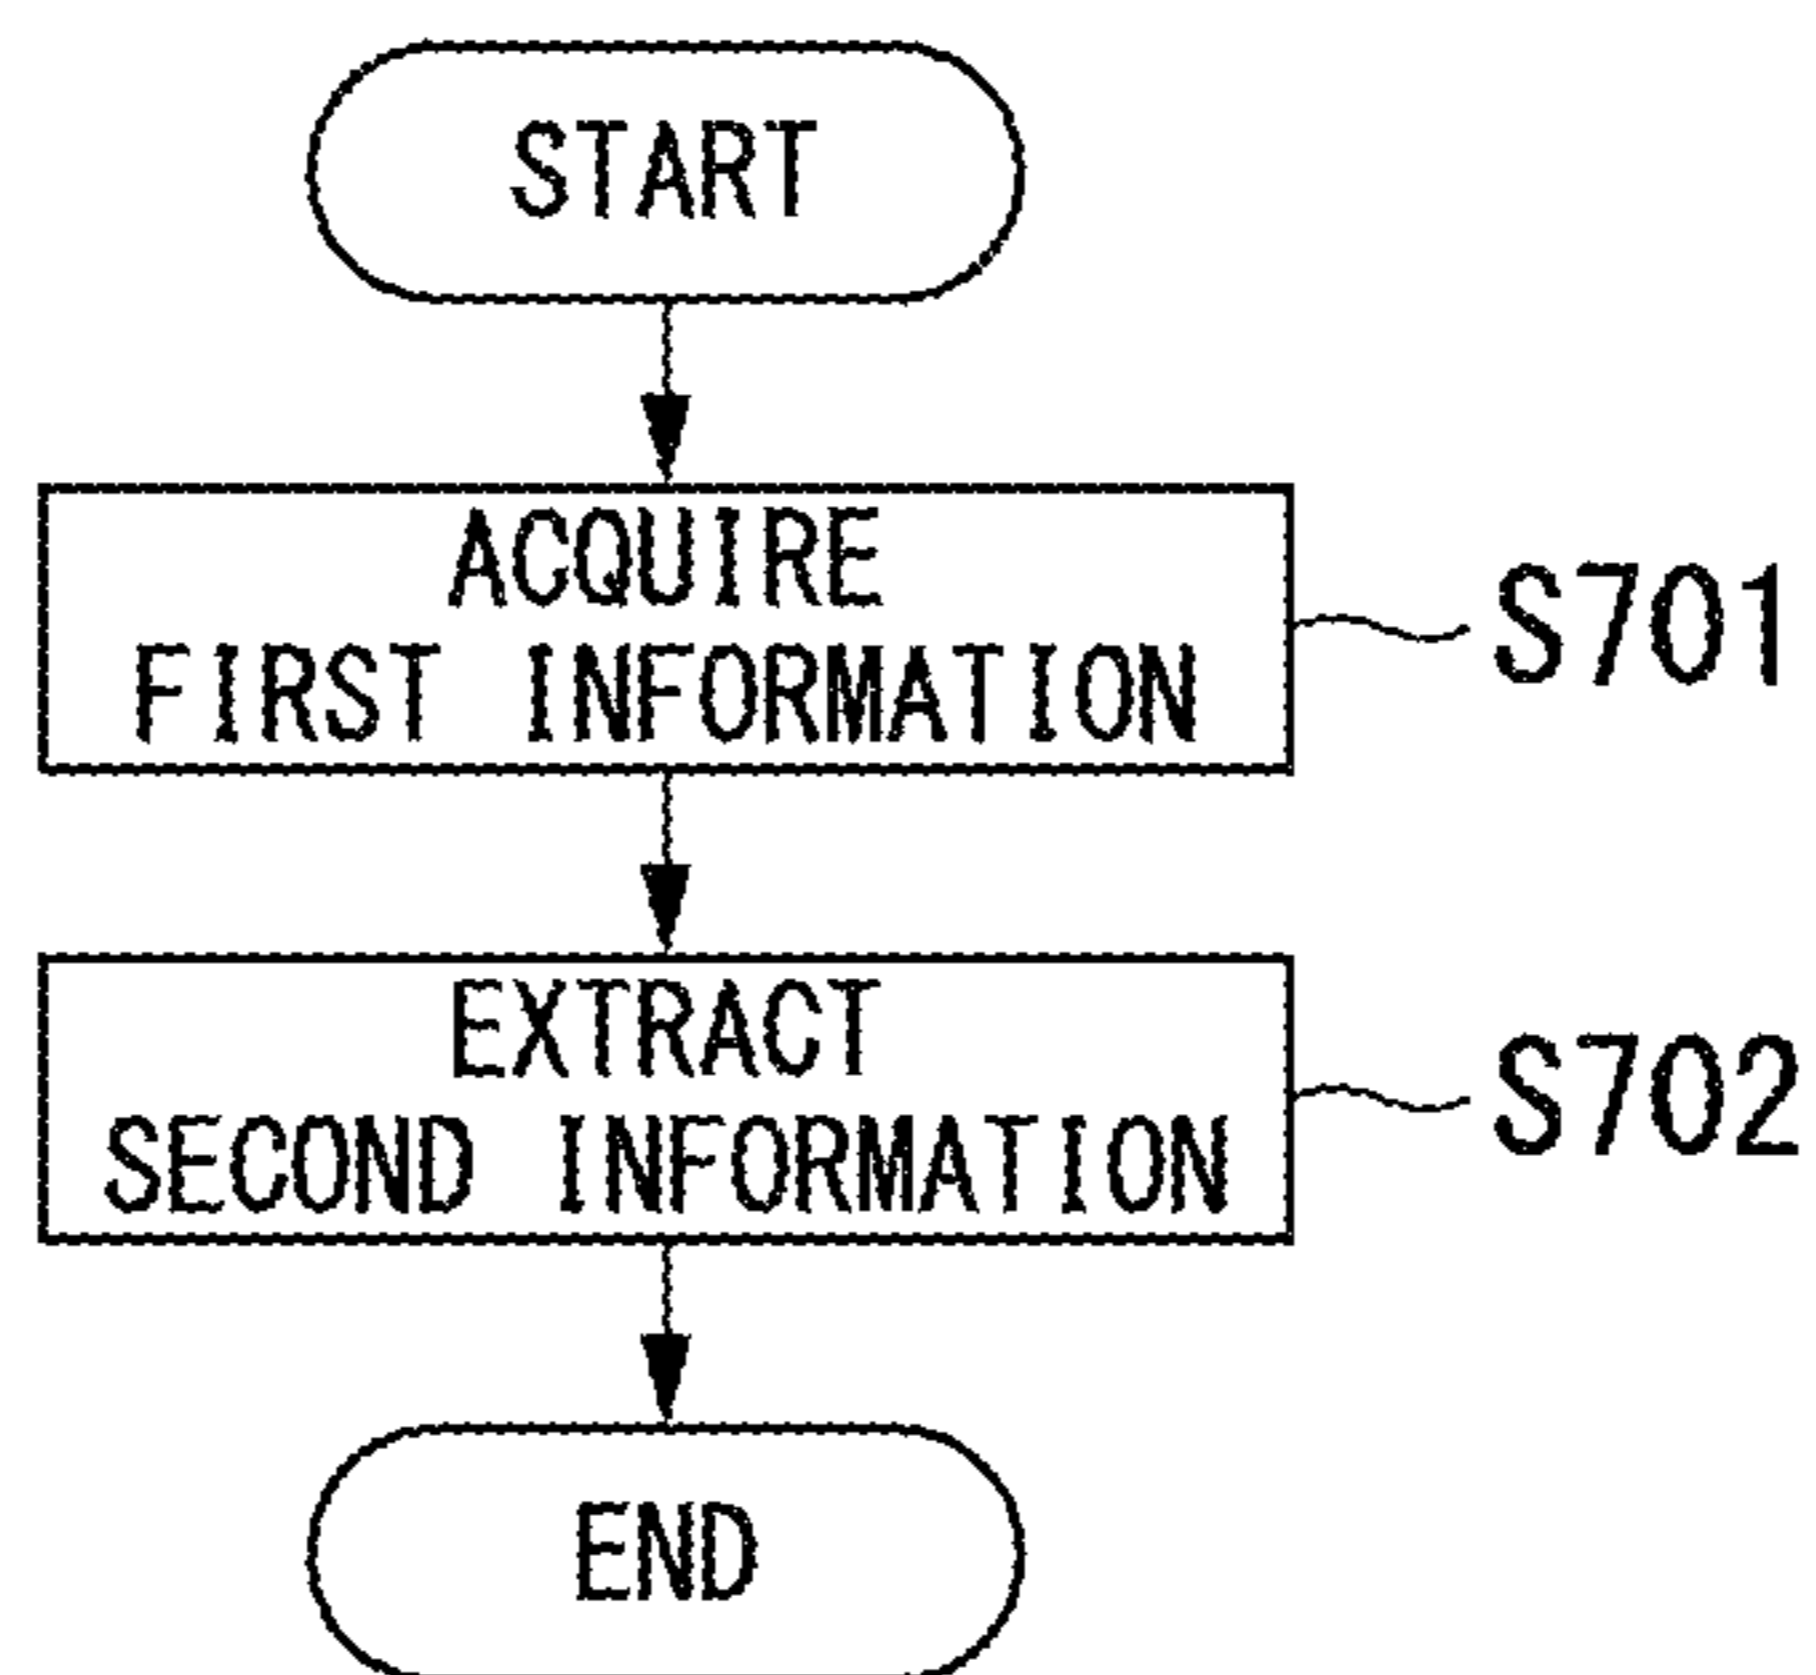 START
ACQUIRE
FIRST INFORMATION
S701
EXTRACT
SECOND INFORMATION
S702
END